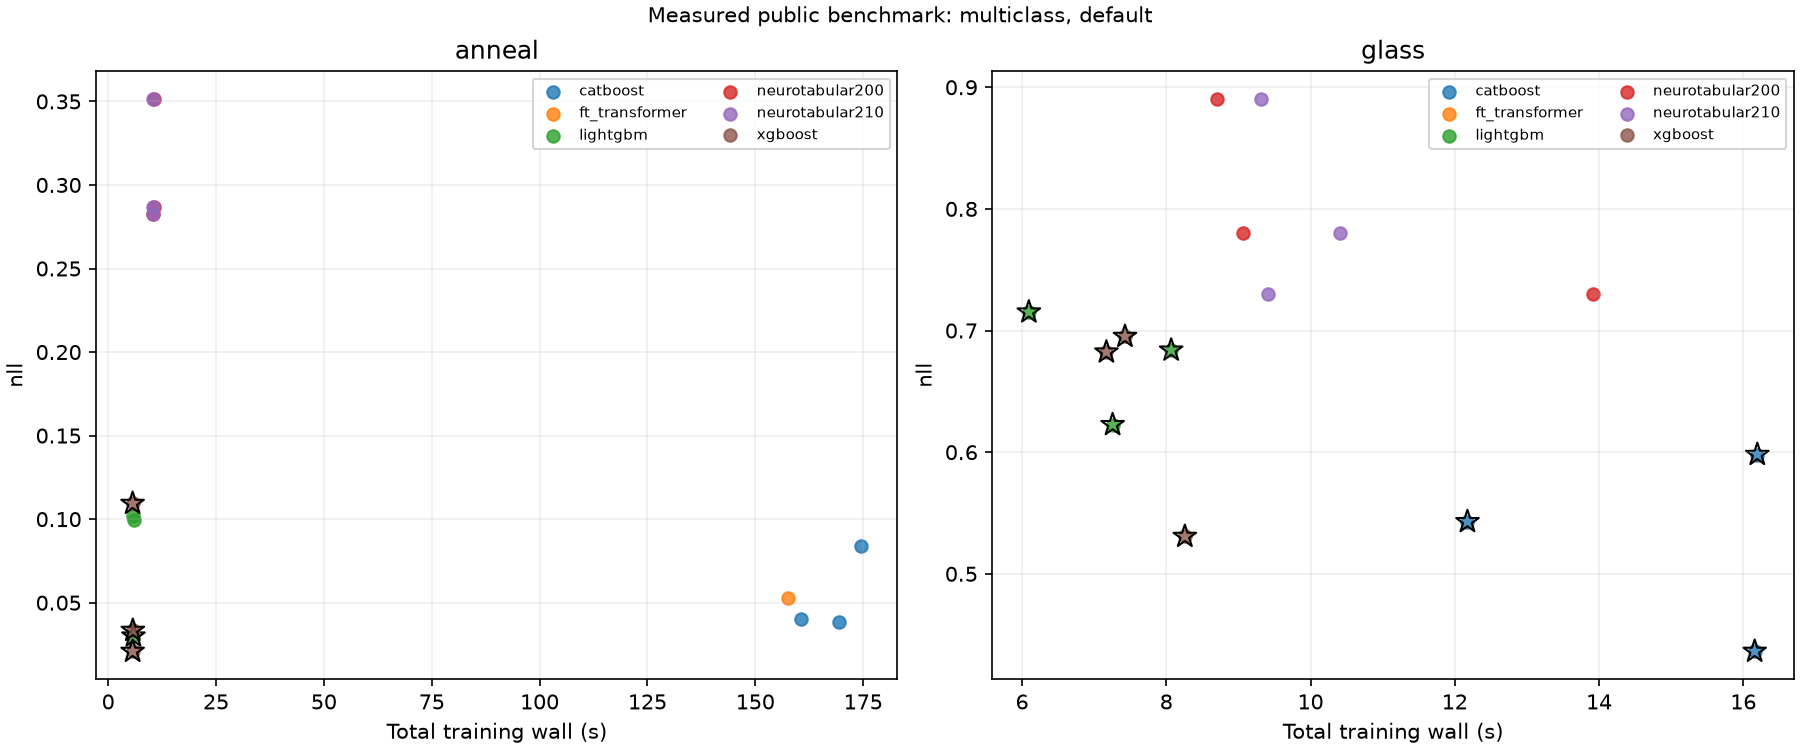 Measured public benchmark: multiclass, default
anneal
catboost
ft_transformer
lightgbm
neurotabular200
neurotabular210
xgboost
nll
0.35
0.30
0.25
0.20
0.15
0.10
0.05
0 25 50 75 100 125 150 175
Total training wall (s)
glass
catboost
ft_transformer
lightgbm
neurotabular200
neurotabular210
xgboost
nll
0.9
0.8
0.7
0.6
0.5
6 8 10 12 14 16
Total training wall (s)